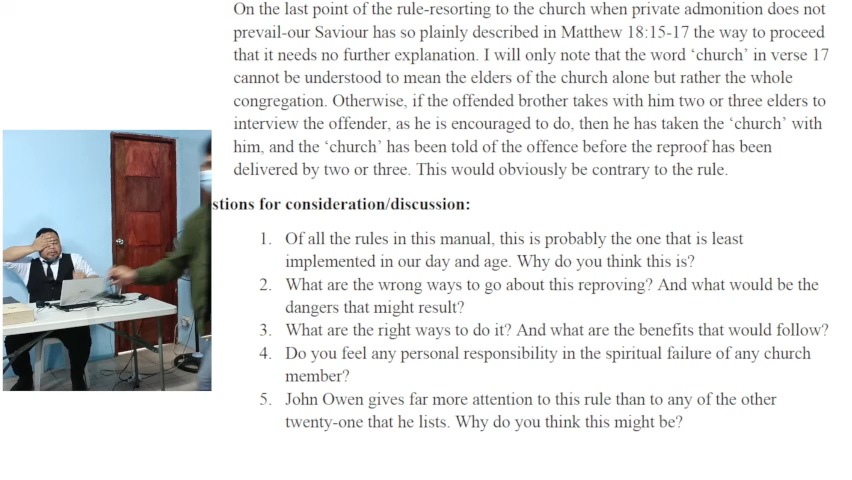 On the last point of the rule-resorting to the church when private admonition does not
prevail-our Saviour has so plainly described in Matthew 18:15-17 the way to proceed
that it needs no further explanation. I will only note that the word ‘church’ in verse 17
cannot be understood to mean the elders of the church alone but rather the whole
congregation. Otherwise, if the offended brother takes with him two or three elders to
interview the offender, as he is encouraged to do, then he has taken the ‘church’ with
him, and the ‘church’ has been told of the offence before the reproof has been
delivered by two or three. This would obviously be contrary to the rule.
stions for consideration/discussion:
1. Of all the rules in this manual, this is probably the one that is least
implemented in our day and age. Why do you think this is?
2. What are the wrong ways to go about this reproving? And what would be the
dangers that might result?
3. What are the right ways to do it? And what are the benefits that would follow?
4. Do you feel any personal responsibility in the spiritual failure of any church
member?
5. John Owen gives far more attention to this rule than to any of the other
twenty-one that he lists. Why do you think this might be?